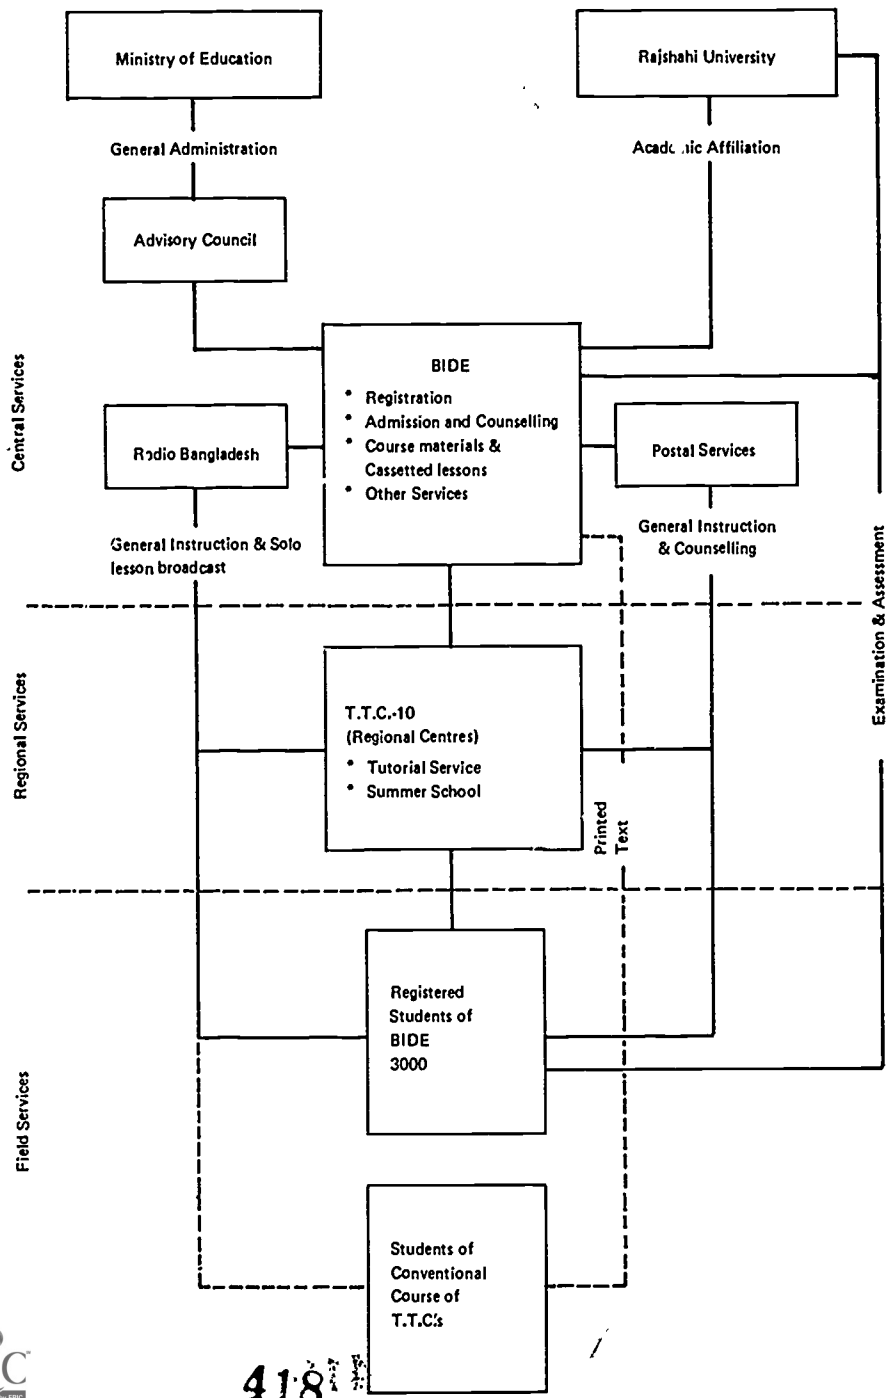 Ministry of Education
Rajshahi University
General Administration
Academic Affiliation
Advisory Council
Central Services
BIDE
* Registration
* Admission and Counselling
* Course materials &
Cassetted lessons
* Other Services
Radio Bangladesh
Postal Services
General Instruction & Solo
lesson broadcast
General Instruction
& Counselling
Examination & Assessment
Regional Services
T.T.C.-10
(Regional Centres)
* Tutorial Service
* Summer School
Printed
Text
Field Services
Registered
Students of
BIDE
3000
Students of
Conventional
Course of
T.T.C's
418